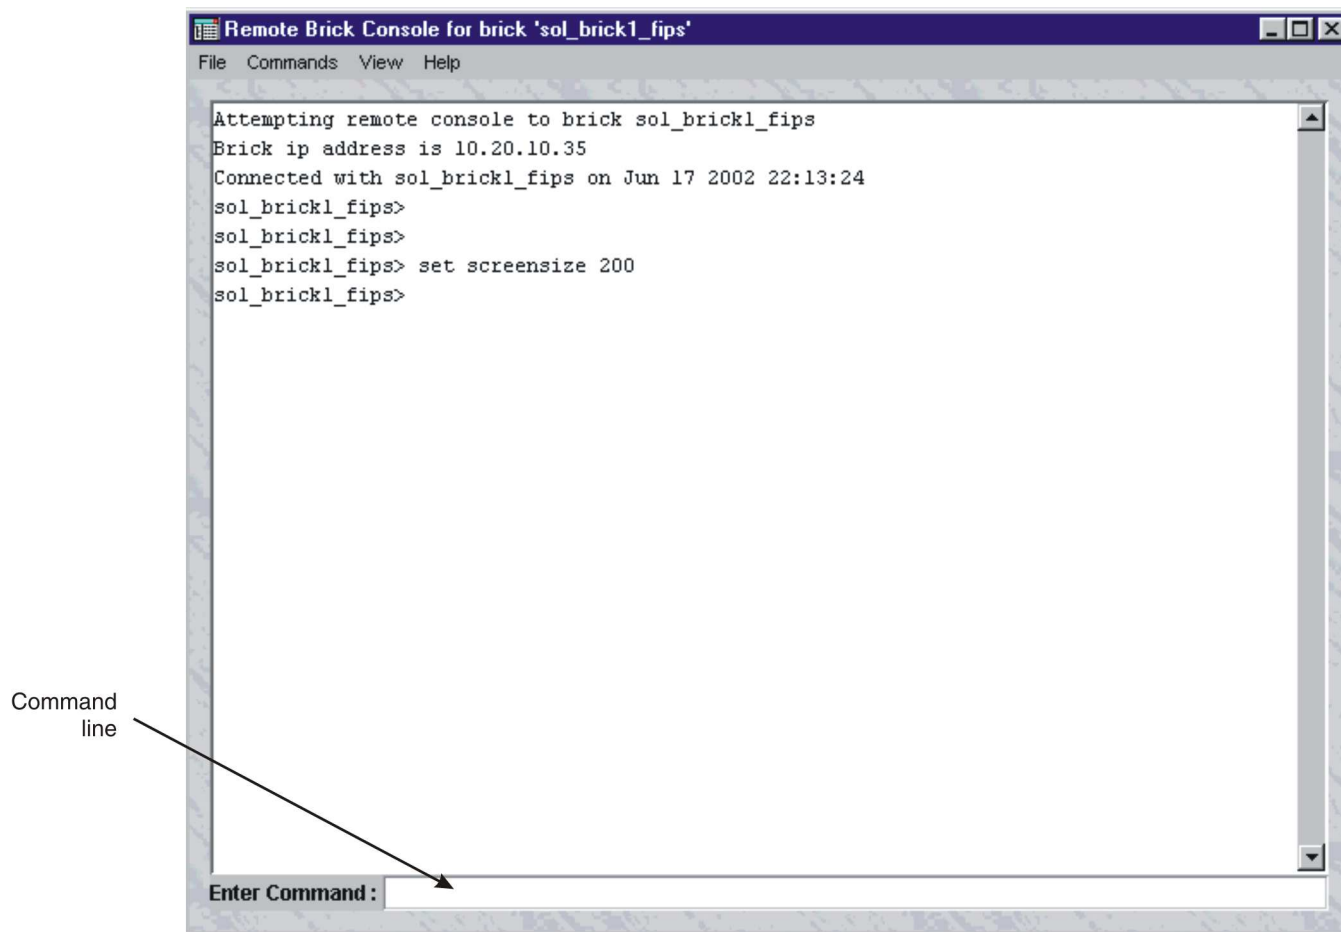 Remote Brick Console for brick 'sol_brick1_fips'
File Commands View Help
Attempting remote console to brick sol_brick1_fips
Brick ip address is 10.20.10.35
Connected with sol_brick1_fips on Jun 17 2002 22:13:24
sol_brick1_fips>
sol_brick1_fips>
sol_brick1_fips> set screensize 200
sol_brick1_fips>
Command
line
Enter Command :